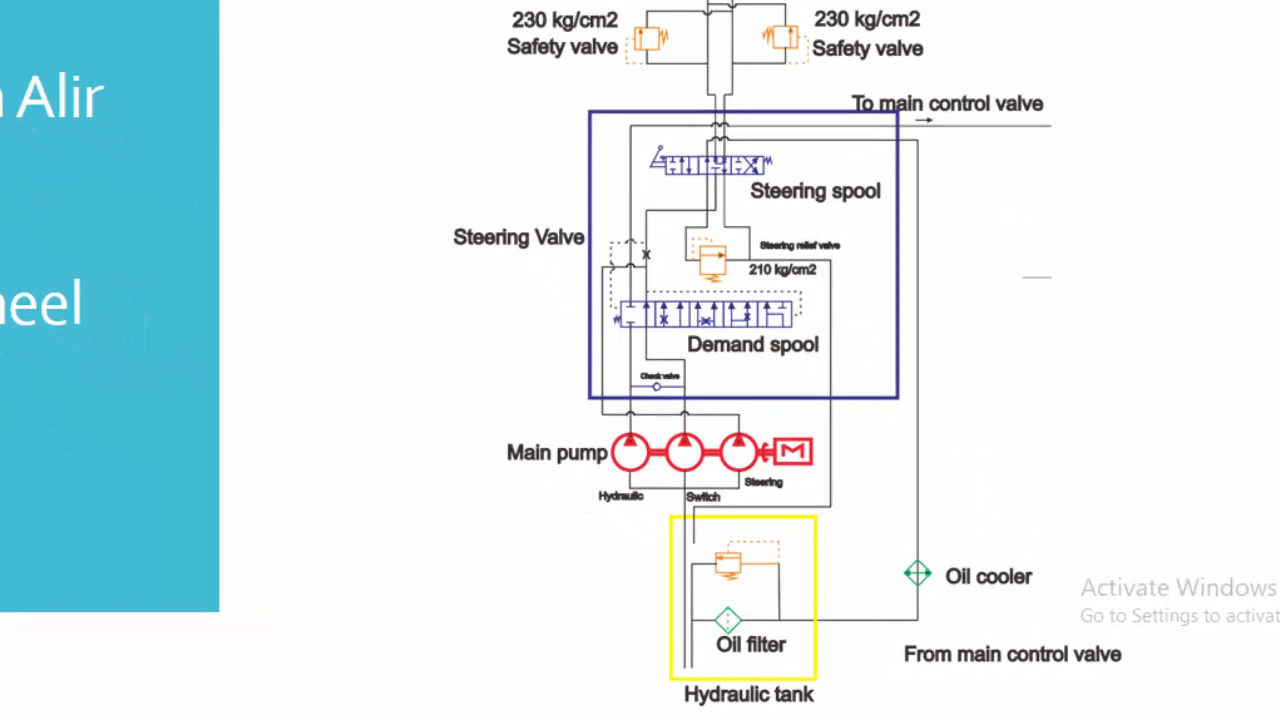 230 kg/cm2
Safety valve
230 kg/cm2
Safety valve
Alir
To main control valve
Steering spool
Steering Valve
Steering relief valve
210 kg/cm2
Demand spool
Check valve
Main pump
M
Hydraulic
Switch
Steering
Oil cooler
Activate Windows
Go to Settings to
Oil filter
From main control valve
Hydraulic tank